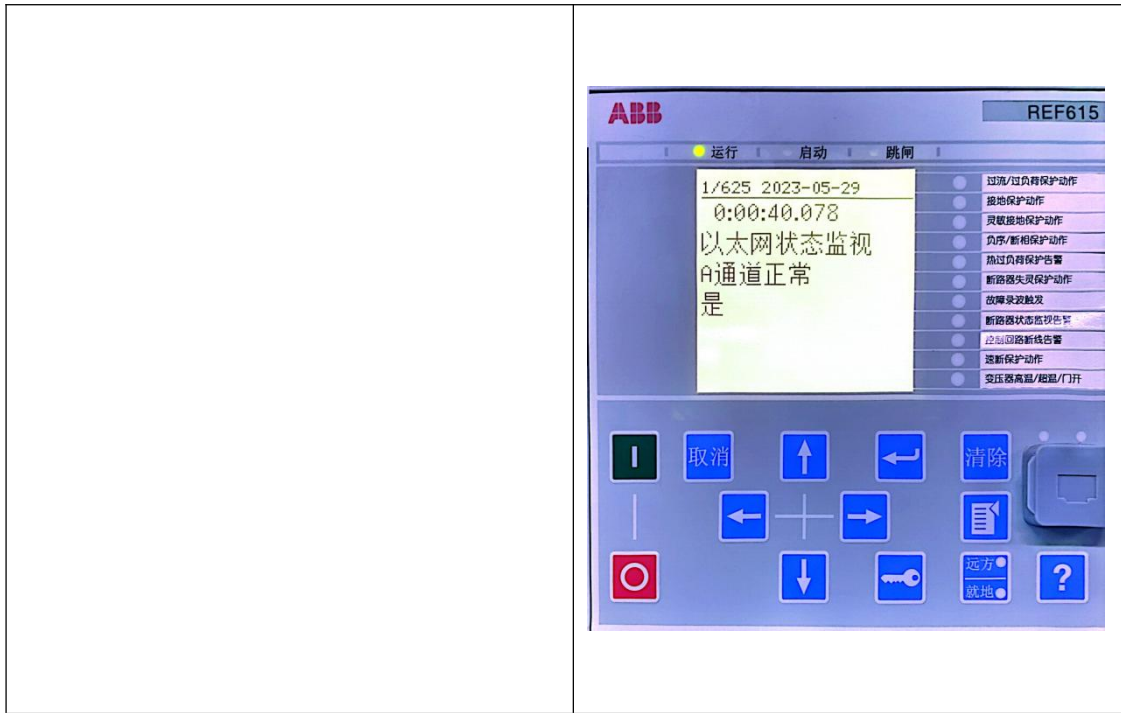 ABB
REF615
运行 启动 跳闸
1/625 2023-05-29
0:00:40.078
以太网状态监视
A通道正常
是
过流/过负荷保护动作
接地保护动作
灵敏接地保护动作
负序/断相保护动作
热过负荷保护告警
断路器失灵保护动作
故障录波触发
断路器状态监视告警
控制回路断线告警
速断保护动作
变压器高温/超温/门开
I
取消
清除
远方
就地
O
?